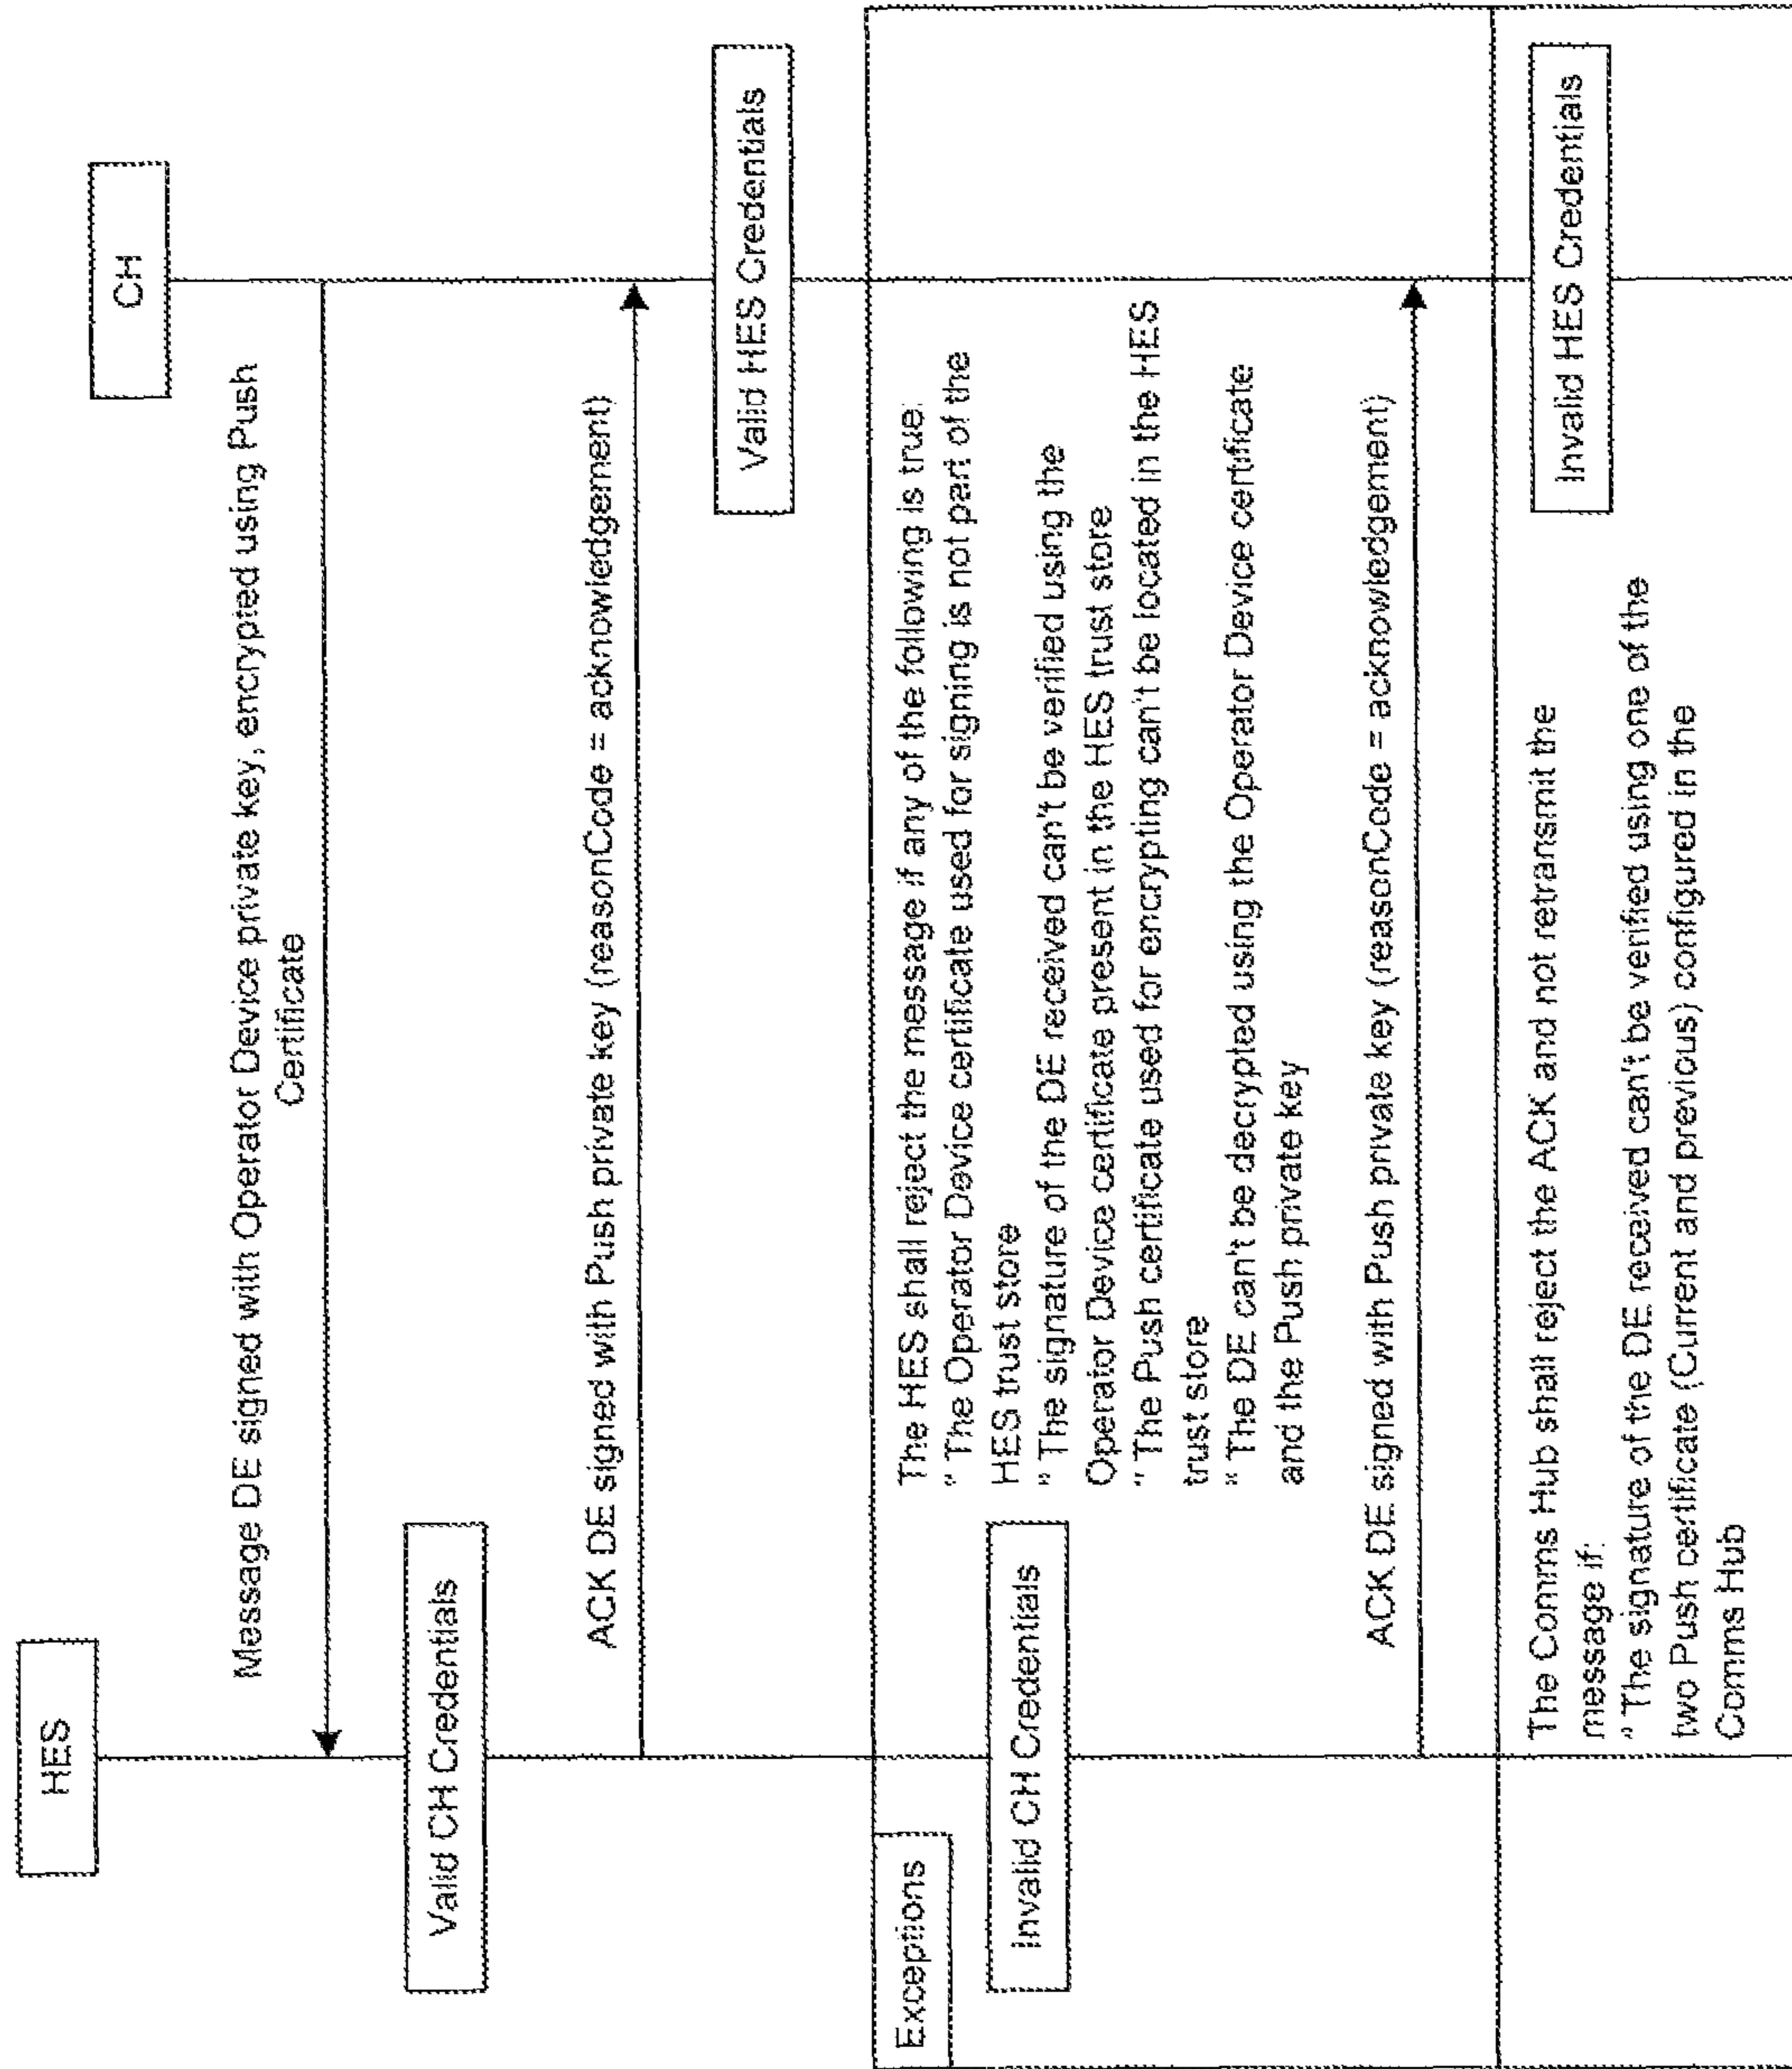 HES
CH
Message DE signed with Operator Device private key, encrypted using Push
Certificate
Valid CH Credentials
ACK DE signed with Push private key (reasonCode = acknowledgement)
Valid HES Credentials
Exceptions
The HES shall reject the message if any of the following is true:
" The Operator Device certificate used for signing is not part of the
HES trust store
" The signature of the DE received can't be verified using the
Operator Device certificate present in the HES trust store
" The Push certificate used for encrypting can't be located in the HES
trust store
" The DE can't be decrypted using the Operator Device certificate
and the Push private key
Invalid CH Credentials
ACK DE signed with Push private key (reasonCode = acknowledgement)
Invalid HES Credentials
The Comms Hub shall reject the ACK and not retransmit the
message if:
" The signature of the DE received can't be verified using one of the
two Push certificate (Current and previous) configured in the
Comms Hub